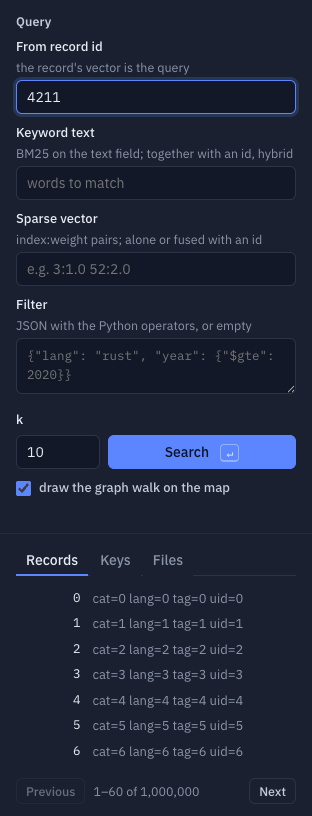 Query
From record id
the record's vector is the query
4211
Keyword text
BM25 on the text field; together with an id, hybrid
words to match
Sparse vector
index:weight pairs; alone or fused with an id
e.g. 3:1.0 52:2.0
Filter
JSON with the Python operators, or empty
{"lang": "rust", "year": {"$gte":
2020}}
k
10 Search ↵
draw the graph walk on the map
Records Keys Files
0 cat=0 lang=0 tag=0 uid=0
1 cat=1 lang=1 tag=1 uid=1
2 cat=2 lang=2 tag=2 uid=2
3 cat=3 lang=3 tag=3 uid=3
4 cat=4 lang=4 tag=4 uid=4
5 cat=5 lang=5 tag=5 uid=5
6 cat=6 lang=6 tag=6 uid=6
Previous 1–60 of 1,000,000 Next